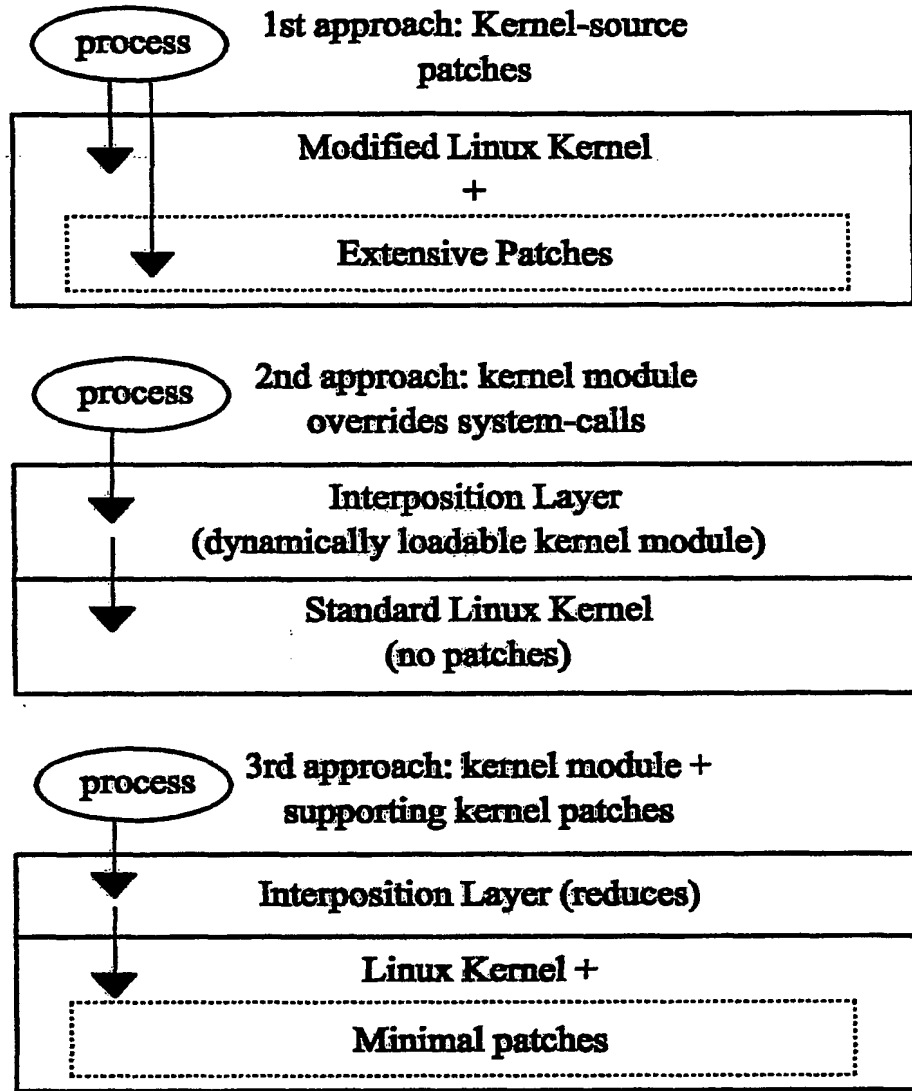 process
1st approach: Kernel-source
patches
Modified Linux Kernel
+
Extensive Patches
process
2nd approach: kernel module
overrides system-calls
Interposition Layer
(dynamically loadable kernel module)
Standard Linux Kernel
(no patches)
process
3rd approach: kernel module +
supporting kernel patches
Interposition Layer (reduces)
Linux Kernel +
Minimal patches